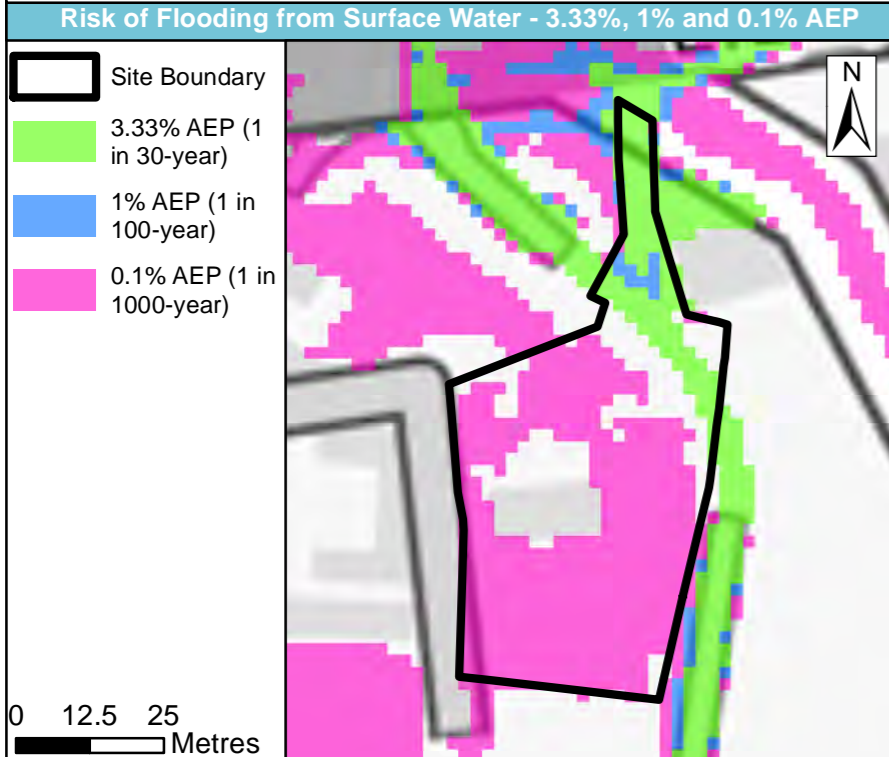 Risk of Flooding from Surface Water - 3.33%, 1% and 0.1% AEP
Site Boundary
3.33% AEP (1
in 30-year)
1% AEP (1 in
100-year)
0.1% AEP (1 in
1000-year)
N
0 12.5 25
Metres